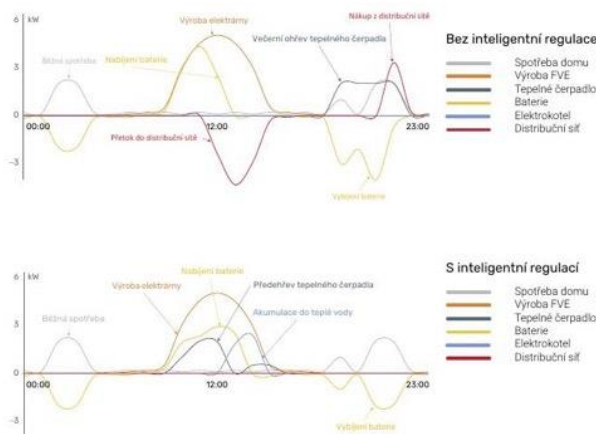 6
kW
Výroba elektrárny
Nákup z distribuční sítě
Večerní ohřev tepelného čerpadla
Běžná spotřeba
Nabíjení baterie
3
00:00
12:00
23:00
Přetok do distribuční sítě
-3
Vybíjení baterie
Bez inteligentní regulace
Spotřeba domu
Výroba FVE
Tepelné čerpadlo
Baterie
Elektrokotel
Distribuční síť
6
kW
Nabíjení baterie
Výroba elektrárny
Předehřev tepelného čerpadla
Akumulace do teplé vody
Běžná spotřeba
3
0
00:00
12:00
23:00
-3
Vybíjení baterie
S inteligentní regulací
Spotřeba domu
Výroba FVE
Tepelné čerpadlo
Baterie
Elektrokotel
Distribuční síť